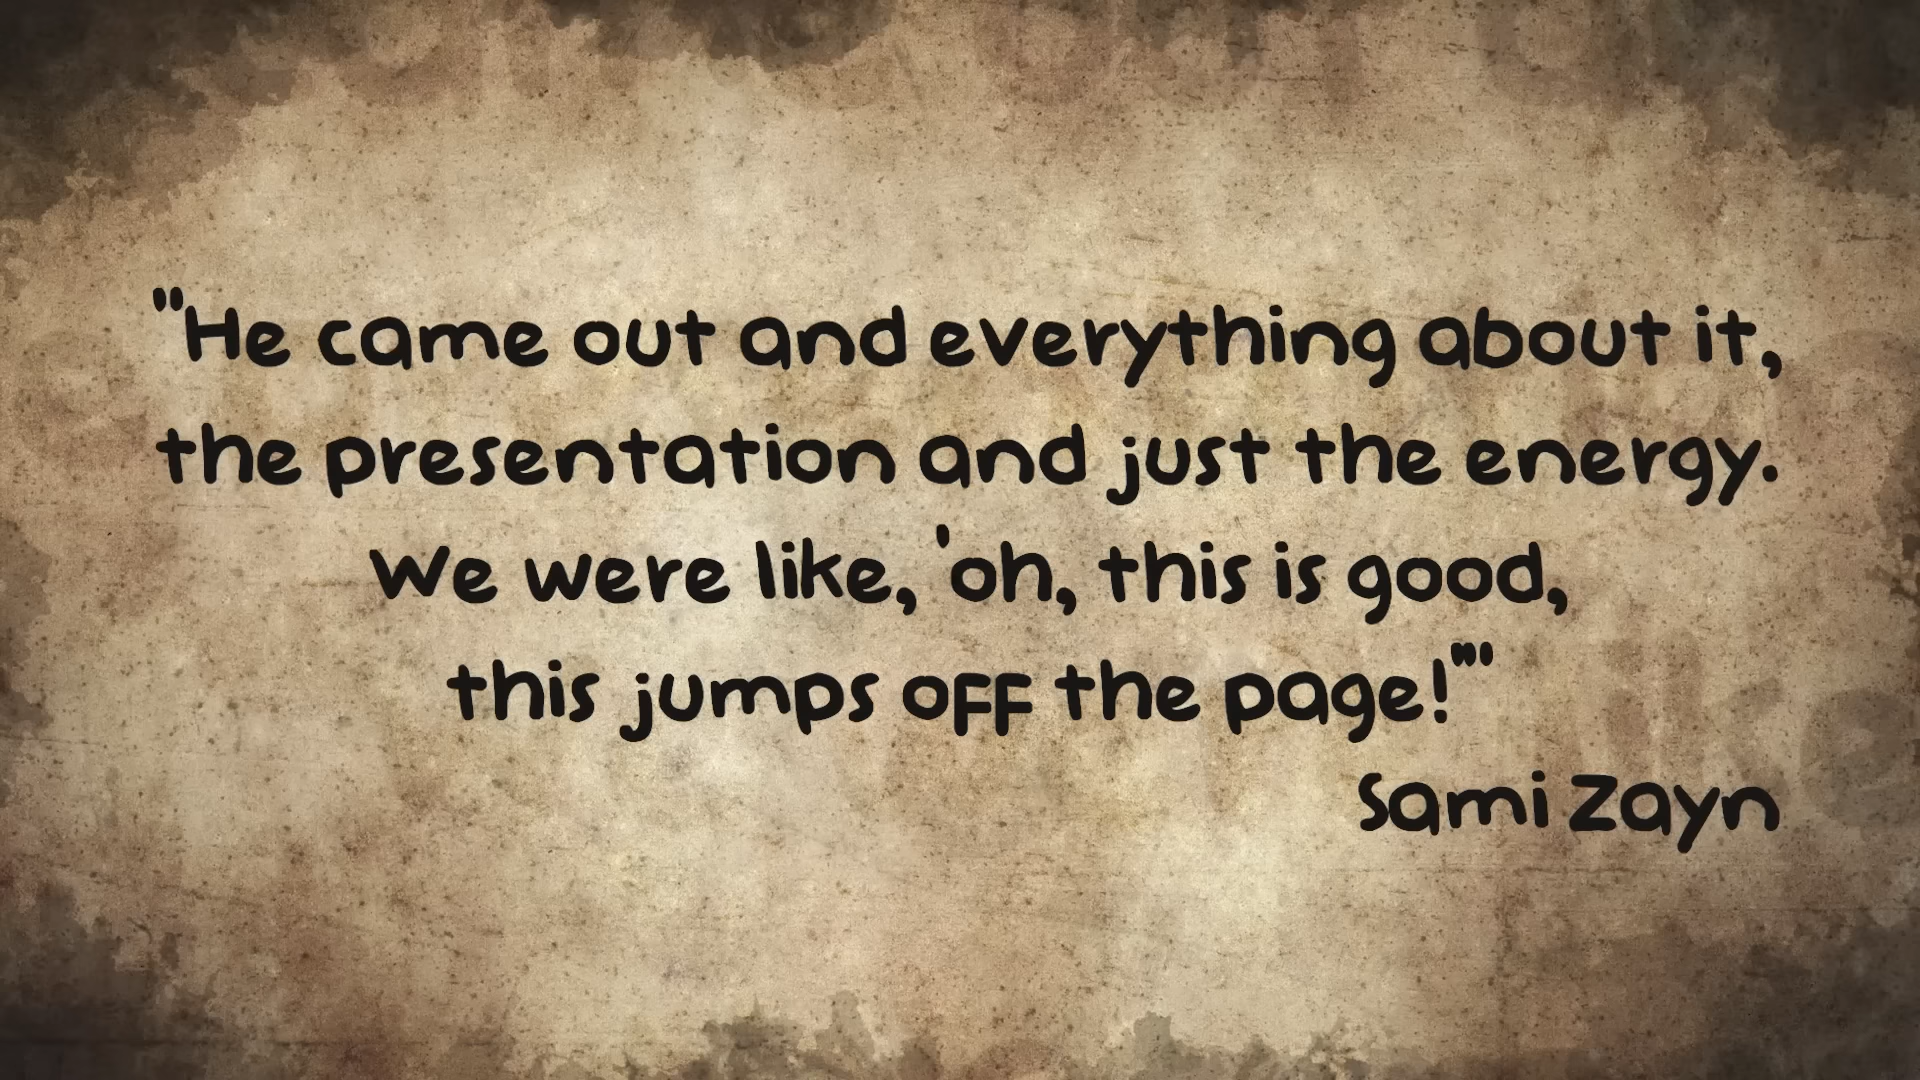 "He came out and everything about it,
the presentation and just the energy.
We were like, 'oh, this is good,
this jumps off the page!'"
Sami Zayn